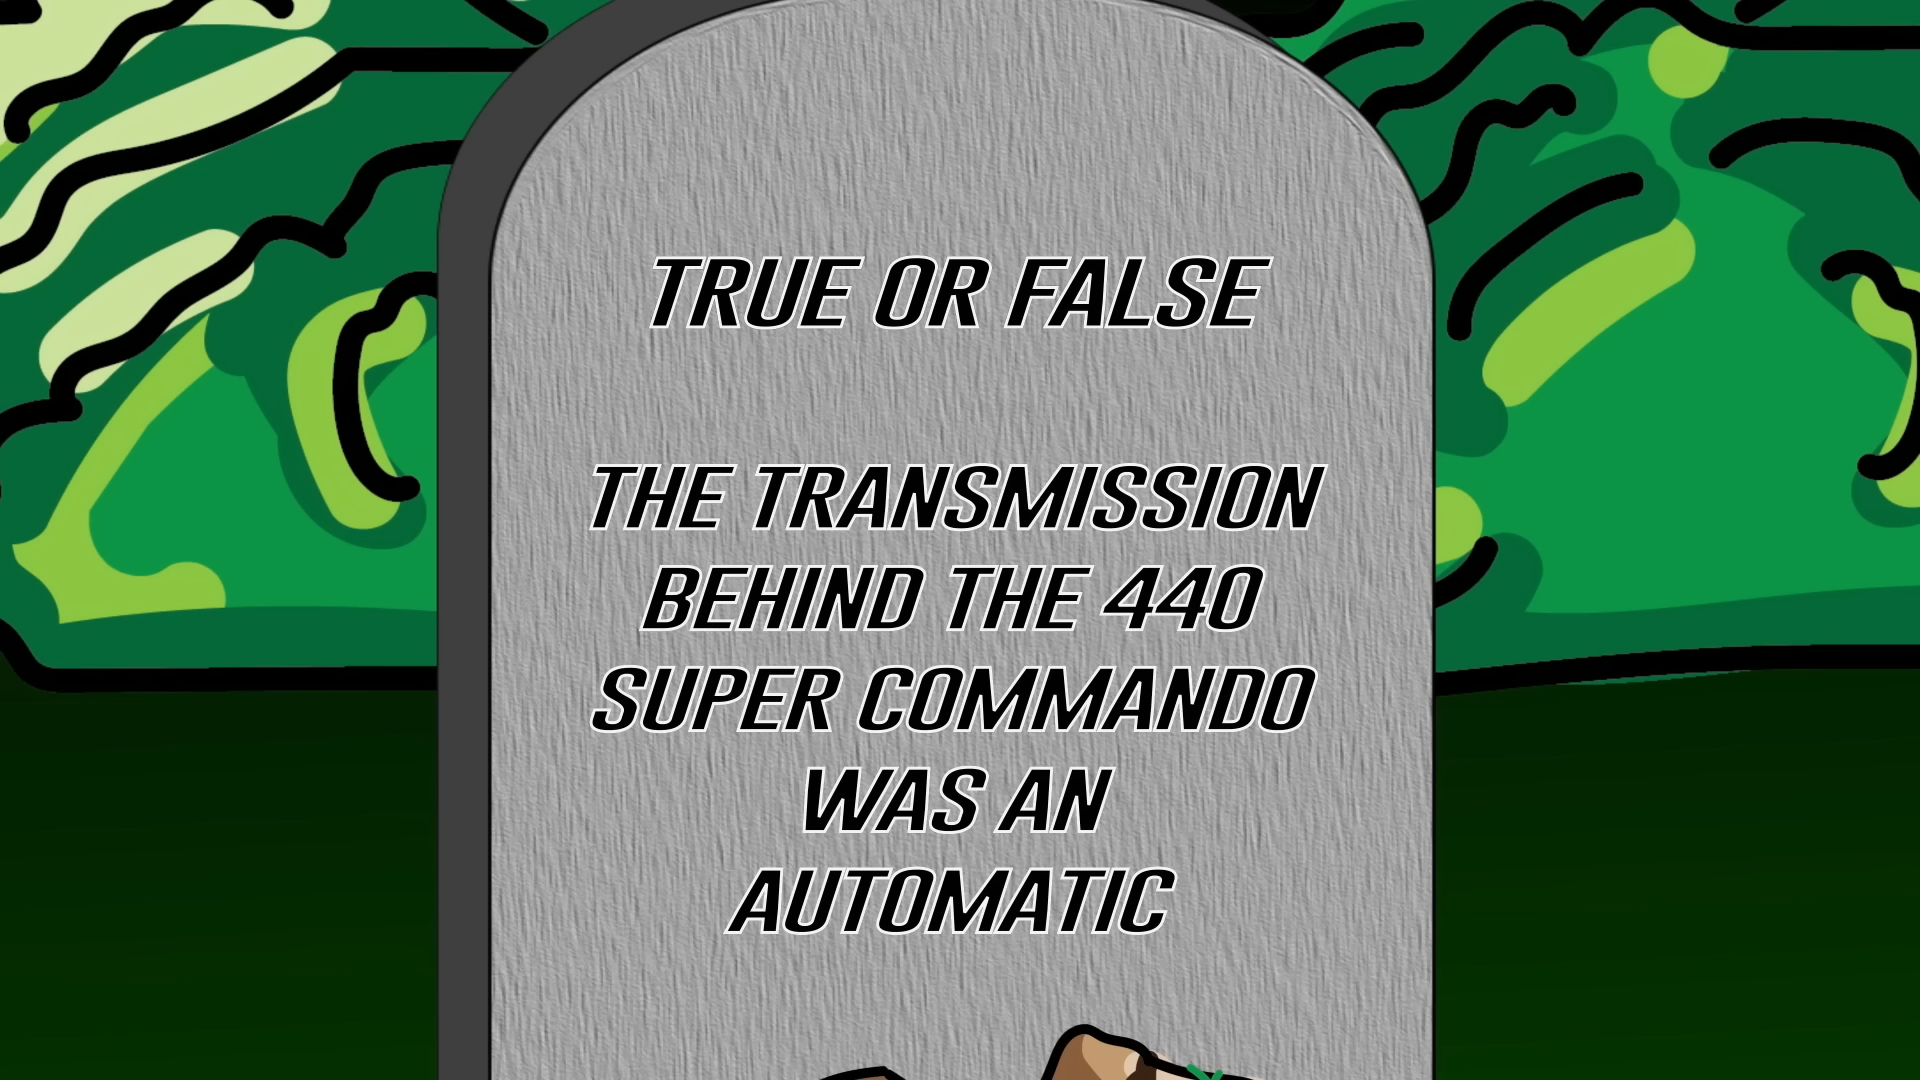 TRUE OR FALSE
THE TRANSMISSION
BEHIND THE 440
SUPER COMMANDO
WAS AN
AUTOMATIC